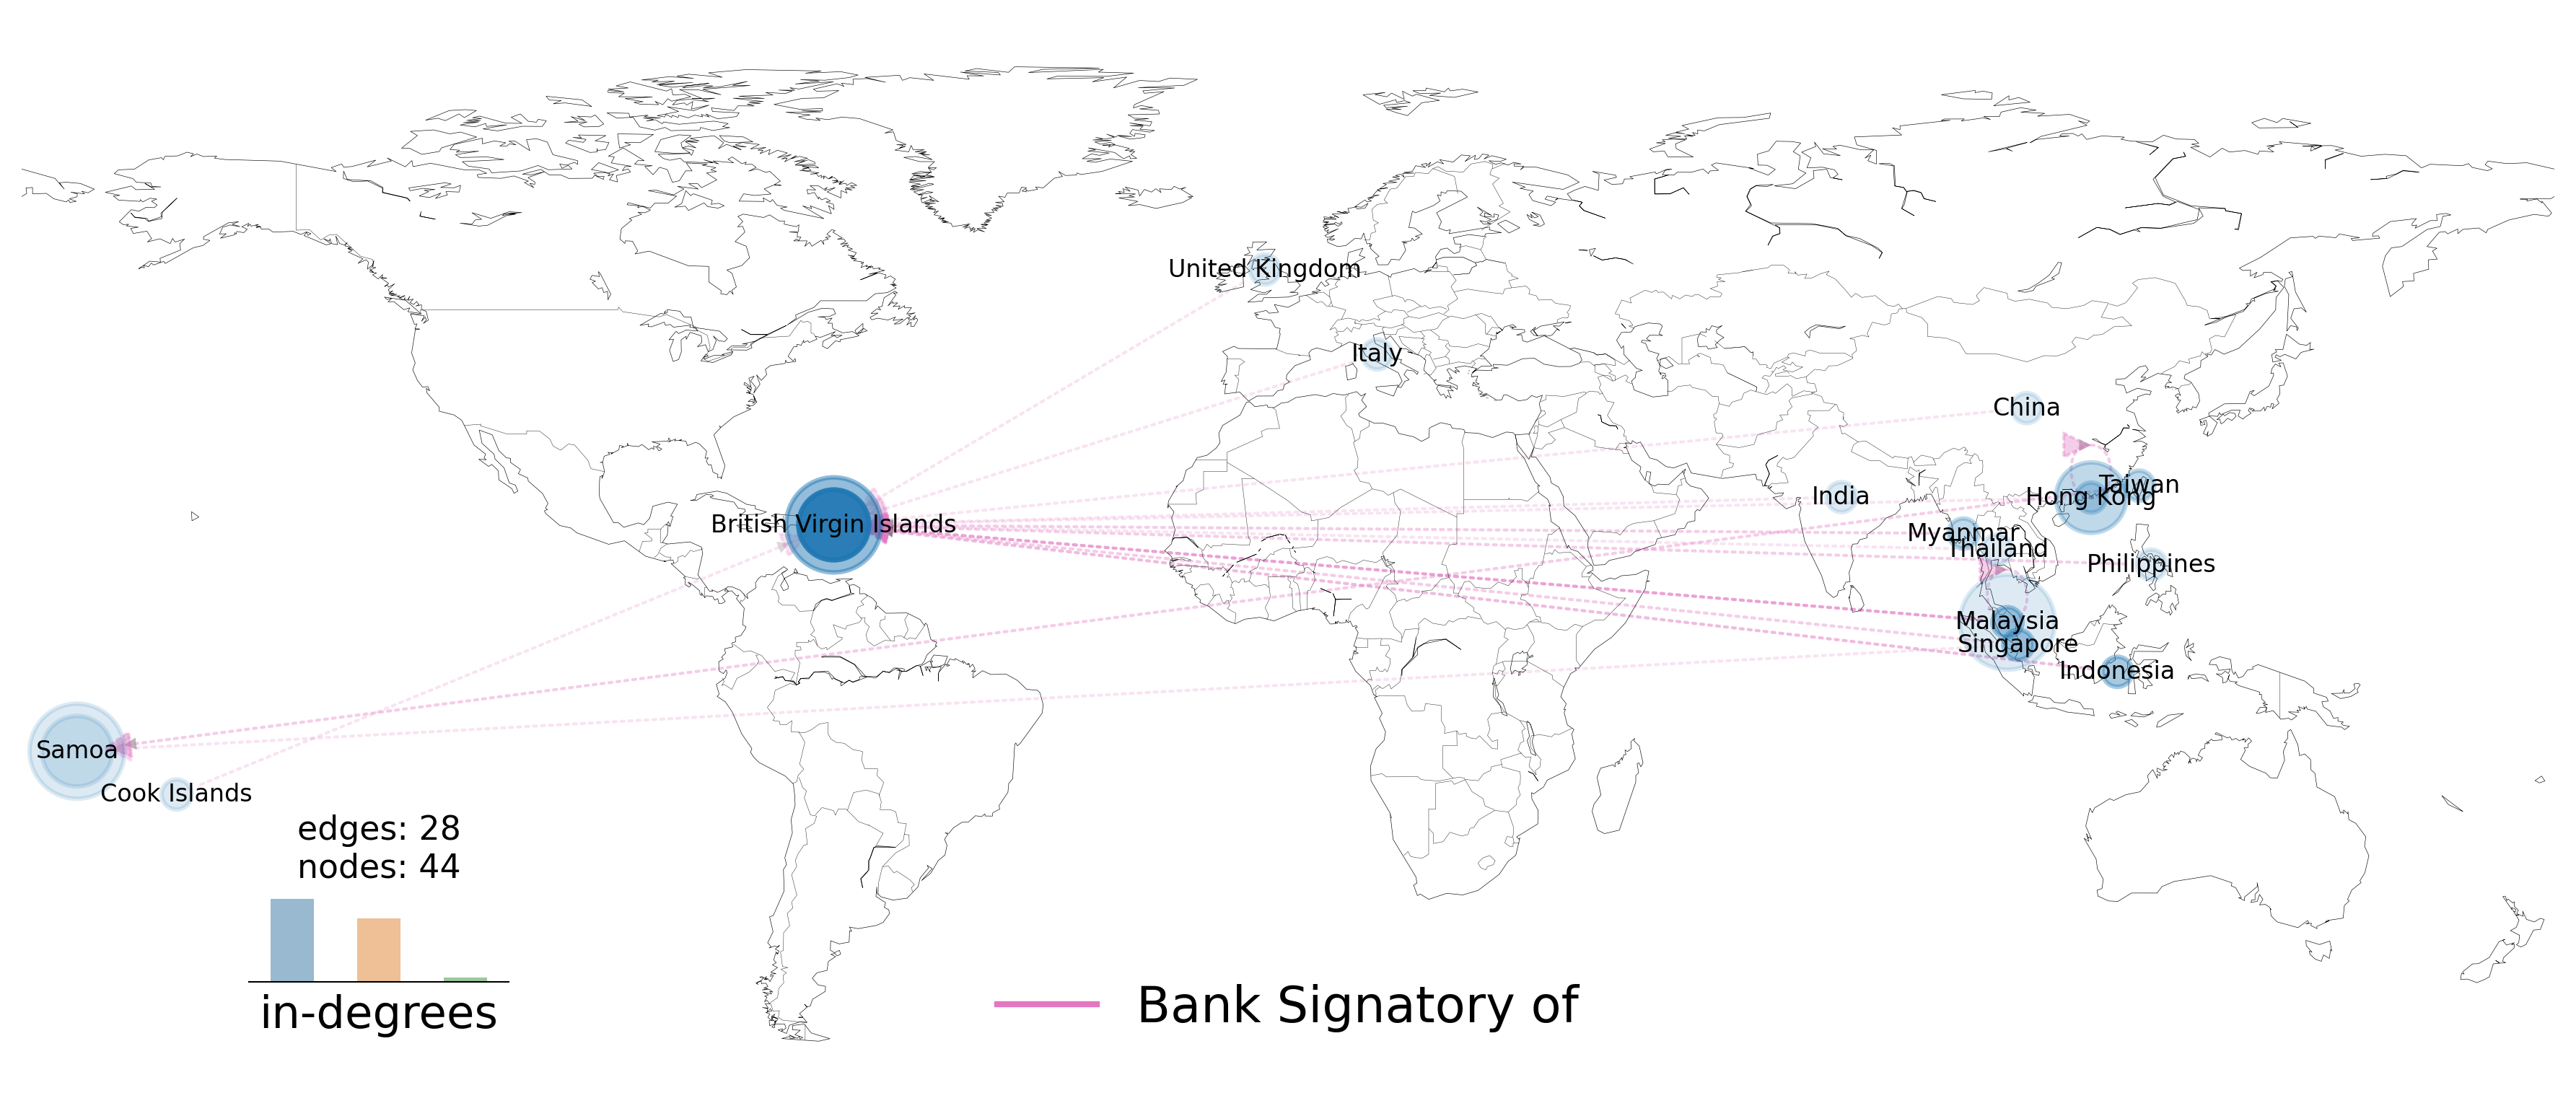 United Kingdom
Italy
China
Taiwan
India
Hong Kong
British Virgin Islands
Myanmar
Thailand
Philippines
Malaysia
Singapore
Indonesia
Samoa
Cook Islands
edges: 28
nodes: 44
in-degrees
Bank Signatory of